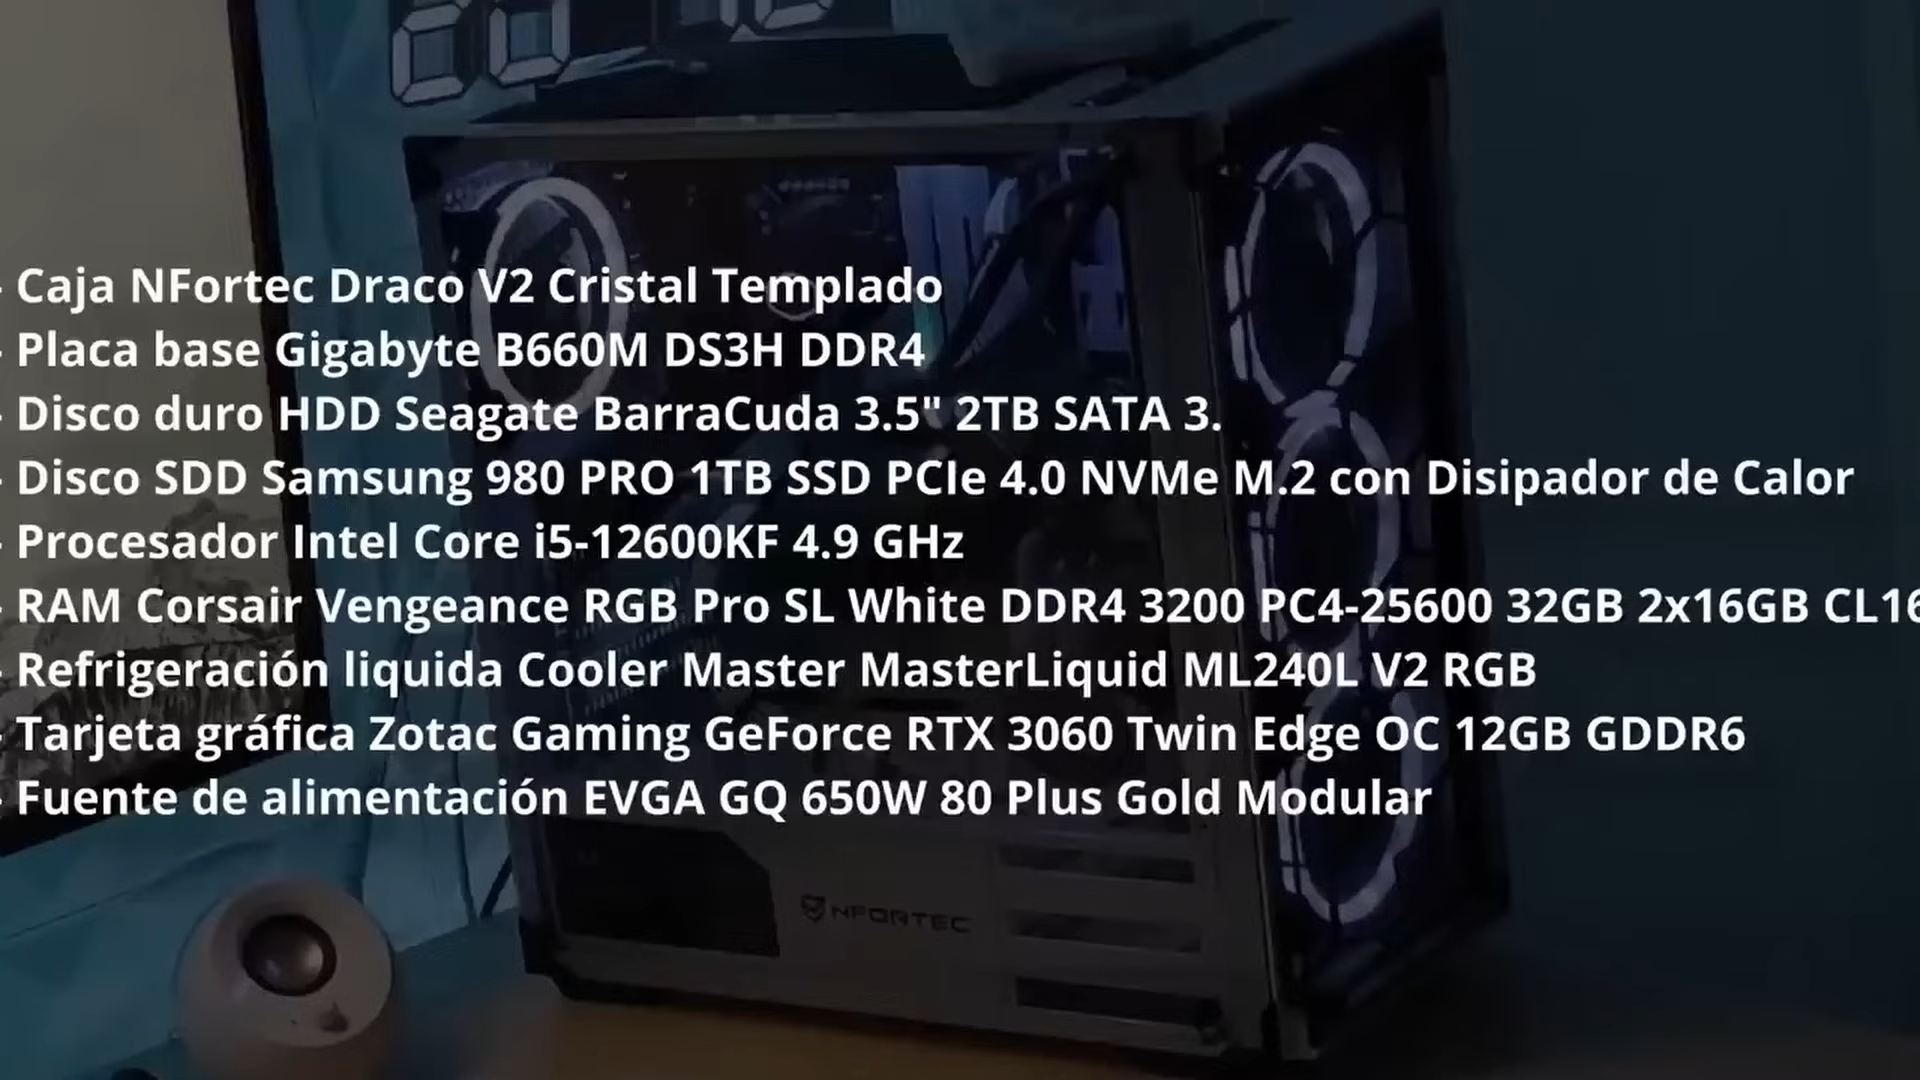 - Caja NFortec Draco V2 Cristal Templado
- Placa base Gigabyte B660M DS3H DDR4
- Disco duro HDD Seagate BarraCuda 3.5" 2TB SATA 3.
- Disco SDD Samsung 980 PRO 1TB SSD PCIe 4.0 NVMe M.2 con Disipador de Calor
- Procesador Intel Core i5-12600KF 4.9 GHz
- RAM Corsair Vengeance RGB Pro SL White DDR4 3200 PC4-25600 32GB 2x16GB CL16
- Refrigeración liquida Cooler Master MasterLiquid ML240L V2 RGB
- Tarjeta gráfica Zotac Gaming GeForce RTX 3060 Twin Edge OC 12GB GDDR6
- Fuente de alimentación EVGA GQ 650W 80 Plus Gold Modular
NFORTEC